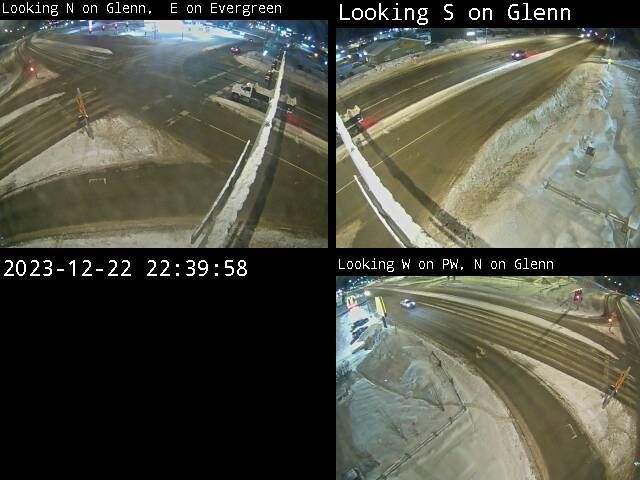 Looking N on Glenn, E on Evergreen
Looking S on Glenn
2023-12-22 22:39:58
Looking W on PW, N on Glenn